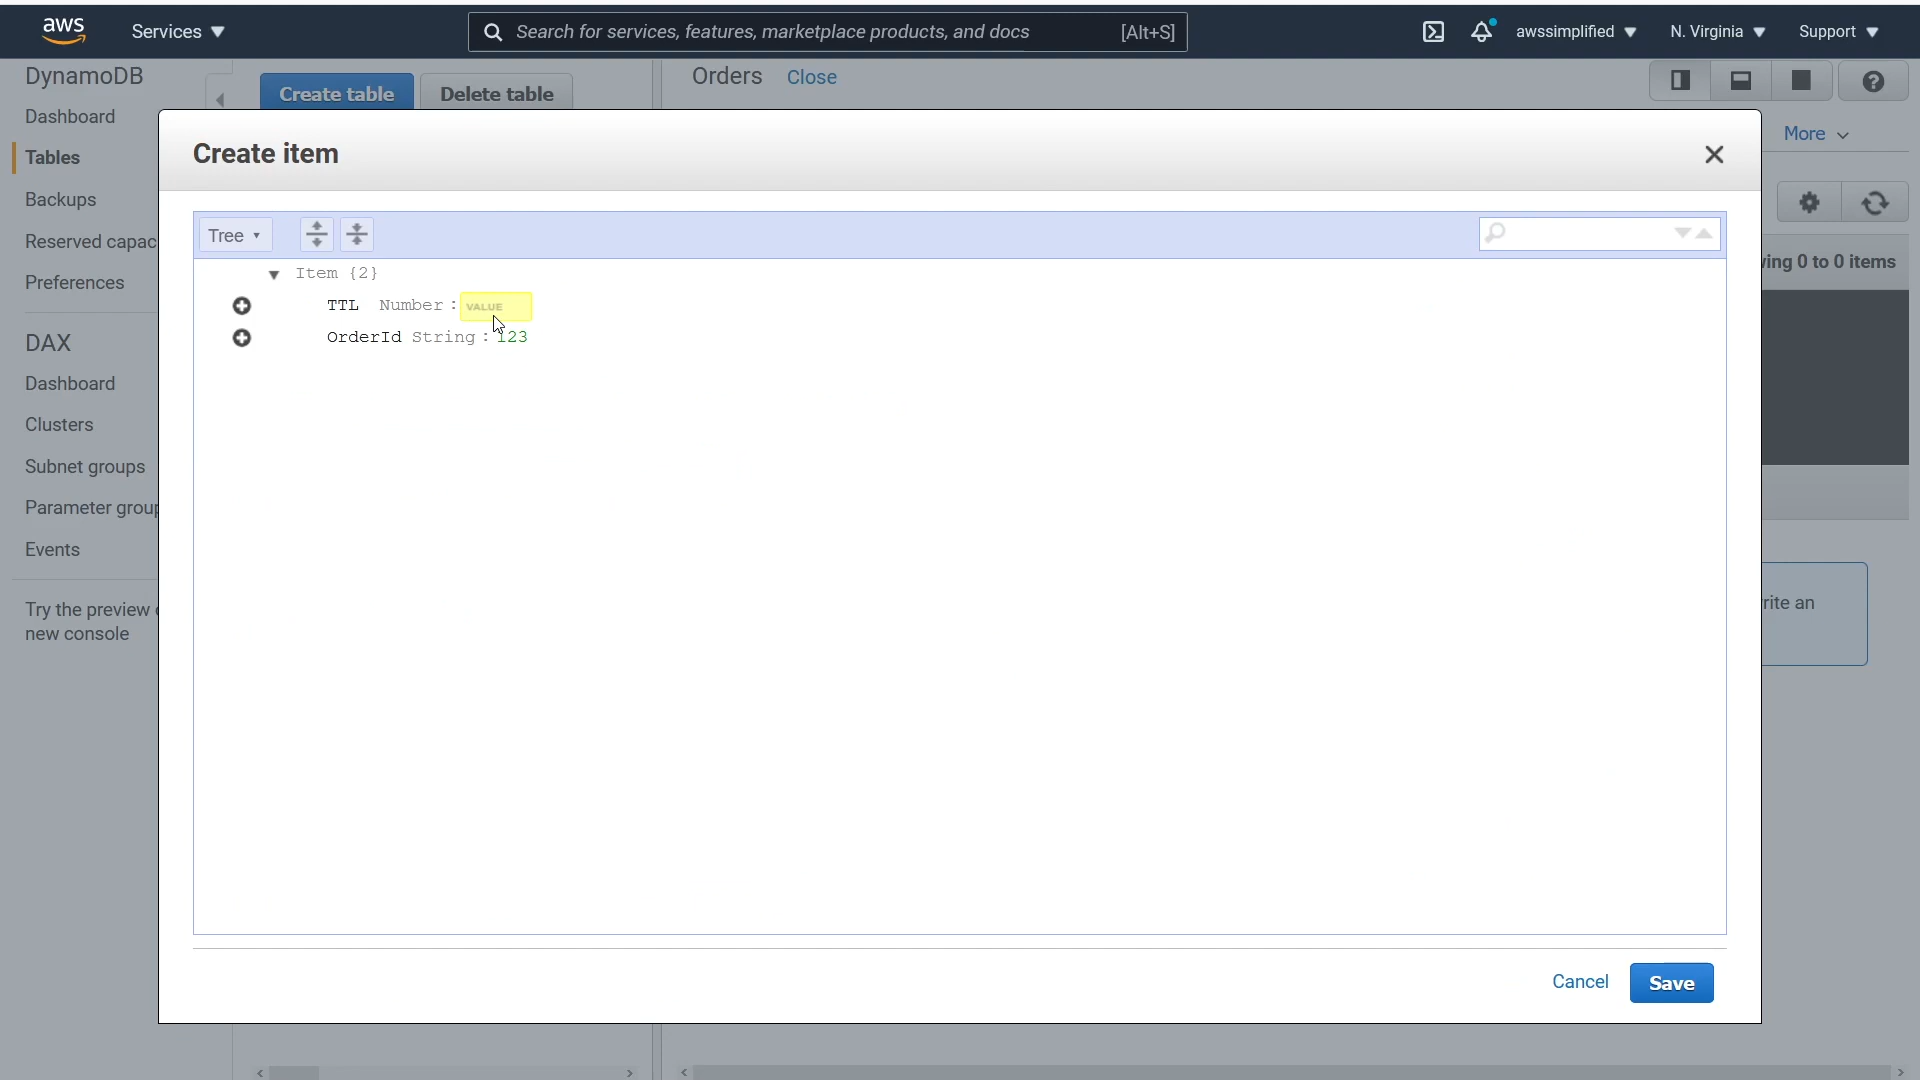 aws
Services ▼
Search for services, features, marketplace products, and docs [Alt+S]
awssimplified ▼
N. Virginia ▼
Support ▼
DynamoDB
Dashboard
Tables
Backups
Reserved capac
Preferences
DAX
Dashboard
Clusters
Subnet groups
Parameter group
Events
Try the preview
new console
Create table
Delete table
Orders Close
More
Create item
Tree
Item {2}
TTL Number : VALUE
OrderId String : 123
ing 0 to 0 items
rite an
Cancel
Save